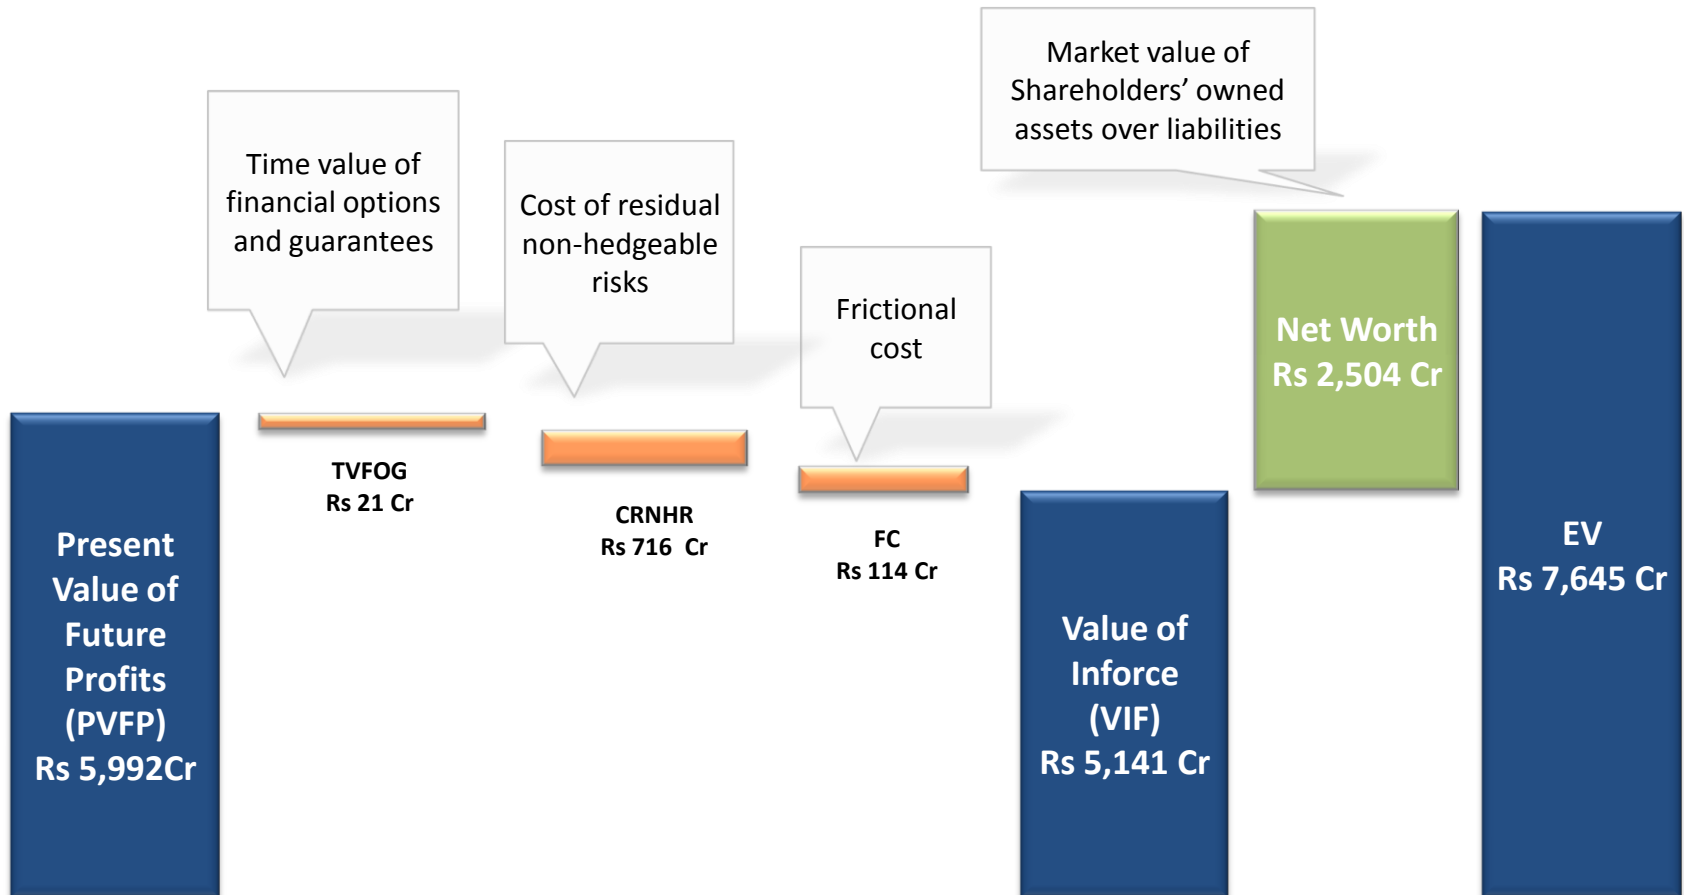 Market value of
Shareholders’ owned
assets over liabilities
Time value of
financial options
and guarantees
Cost of residual
non-hedgeable
risks
Frictional
cost
Net Worth
Rs 2,504 Cr
TVFOG
Rs 21 Cr
CRNHR
Rs 716  Cr
FC
Rs 114 Cr
Present
Value of
Future
Profits
(PVFP)
Rs 5,992Cr
Value of
Inforce
(VIF)
Rs 5,141 Cr
EV
Rs 7,645 Cr